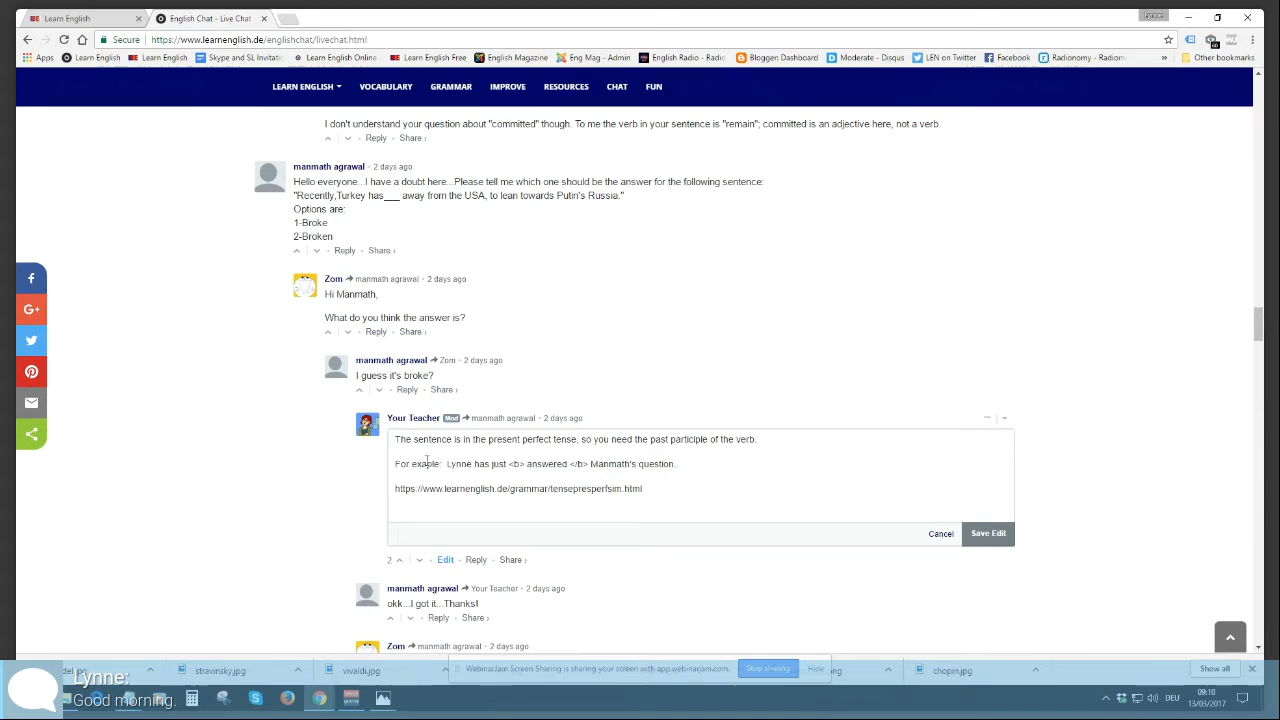 Learn English
English Chat - Live Chat
Lynne
Secure
https://www.learnenglish.de/englishchat/livechat.html
60
Apps
Learn English
Learn English
Skype and SL Invitati
Learn English Online
Learn English Free
English Magazine
Eng Mag - Admin
English Radio - Radio
Blogger: Dashboard
Moderate - Disqus
LEN on Twitter
Facebook
Radionomy - Radiom
»
Other bookmarks
LEARN ENGLISH
VOCABULARY
GRAMMAR
IMPROVE
RESOURCES
CHAT
FUN
I don't understand your question about "committed" though. To me the verb in your sentence is "remain"; committed is an adjective here, not a verb.
Reply • Share ›
manmath agrawal • 2 days ago
Hello everyone...I have a doubt here...Please tell me which one should be the answer for the following sentence:
"Recently,Turkey has___ away from the USA, to lean towards Putin's Russia."
Options are:
1-Broke
2-Broken
Reply • Share ›
Zom manmath agrawal • 2 days ago
Hi Manmath,
What do you think the answer is?
Reply • Share ›
manmath agrawal Zom • 2 days ago
I guess it's broke?
Reply • Share ›
Your Teacher Mod manmath agrawal • 2 days ago
The sentence is in the present perfect tense, so you need the past participle of the verb.
For exaple: Lynne has just <b> answered </b> Manmath's question..
https://www.learnenglish.de/grammar/tensepresperfsim.html
Cancel
Save Edit
2 • Edit • Reply • Share ›
manmath agrawal Your Teacher • 2 days ago
okk...I got it...Thanks!!
Reply • Share ›
Zom manmath agrawal • 2 days ago
del.jpg
stravinsky.jpg
vivaldi.jpg
WebinarJam Screen Sharing is sharing your screen with app.webinarjam.com.
Stop sharing
Hide
chopin.jpg
Show all
Lynne:
Good morning.
DEU
09:10
13/03/2017